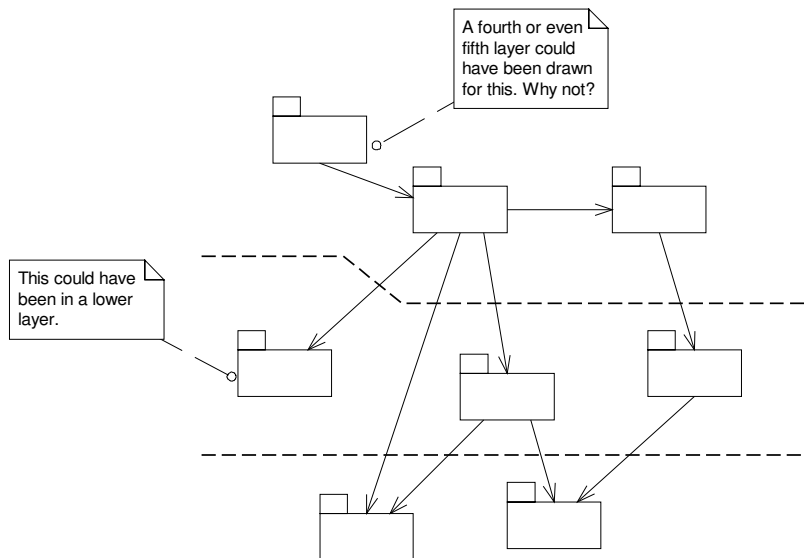 A fourth or even
fifth layer could
have been drawn
for this. Why not?
This could have
been in a lower
layer.